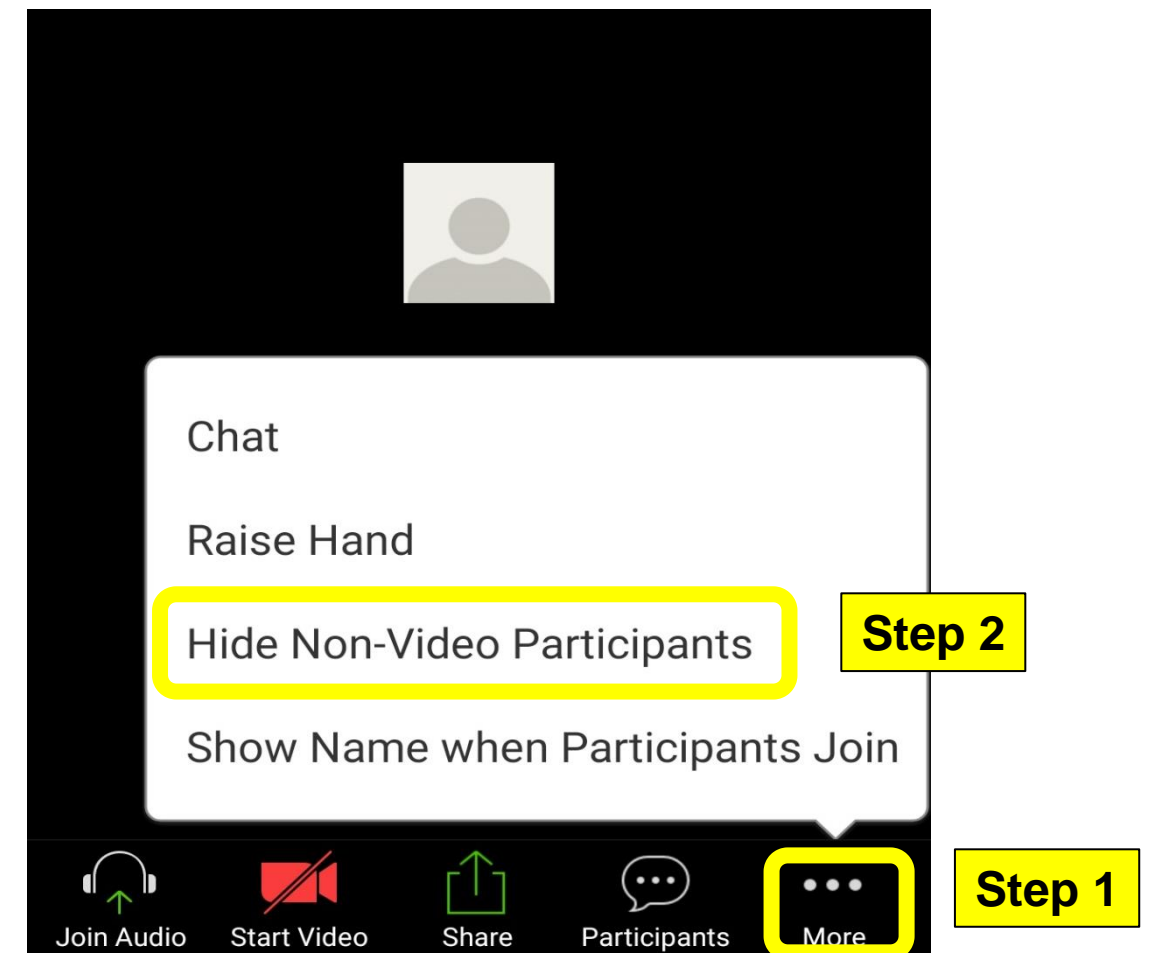 Chat
Raise Hand
Hide Non-Video Participants
Step 2
Show Name when Participants Join
Join Audio
Start Video
Share
Participants
More
Step 1